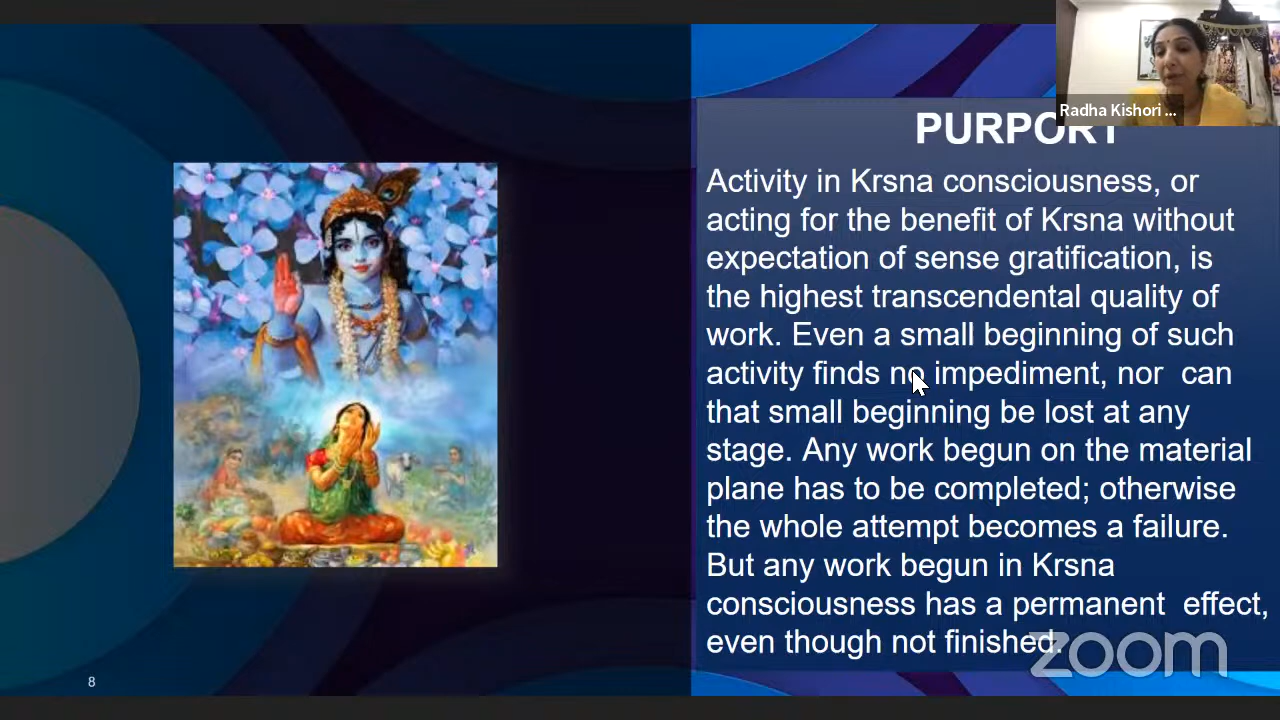 Radha Kishori ...
PURPORT
Activity in Krsna consciousness, or
acting for the benefit of Krsna without
expectation of sense gratification, is
the highest transcendental quality of
work. Even a small beginning of such
activity finds no impediment, nor can
that small beginning be lost at any
stage. Any work begun on the material
plane has to be completed; otherwise
the whole attempt becomes a failure.
But any work begun in Krsna
consciousness has a permanent effect,
even though not finished.
zoom
8